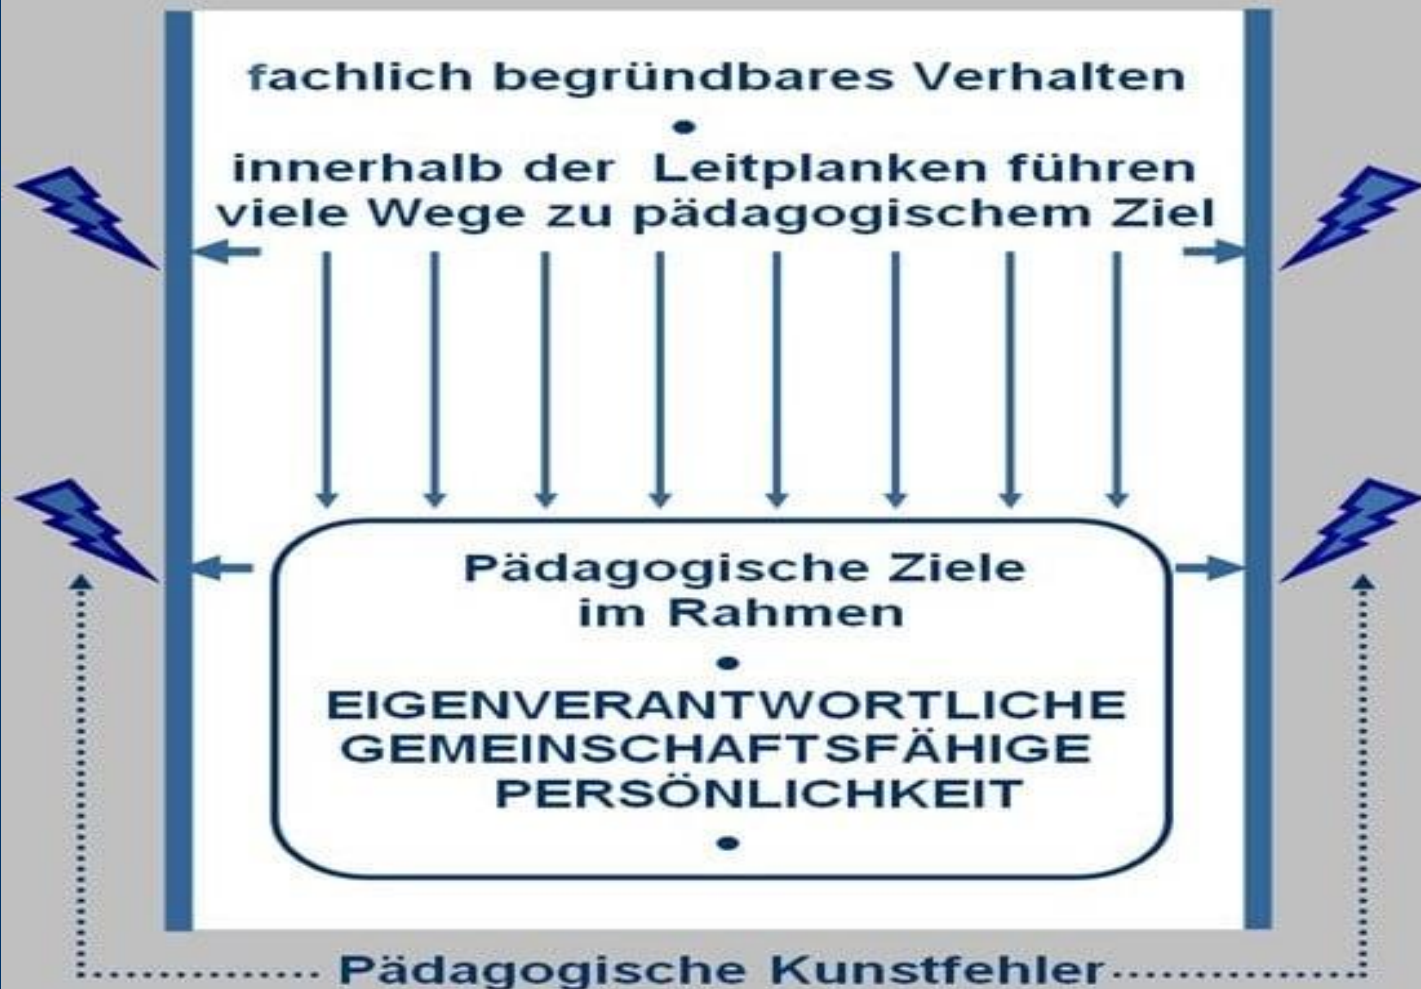 fachlich begründbares Verhalten
•
innerhalb der Leitplanken führen
viele Wege zu pädagogischem Ziel
Pädagogische Ziele
im Rahmen
•
EIGENVERANTWORTLICHE
GEMEINSCHAFTSFÄHIGE
PERSÖNLICHKEIT
•
Pädagogische Kunstfehler